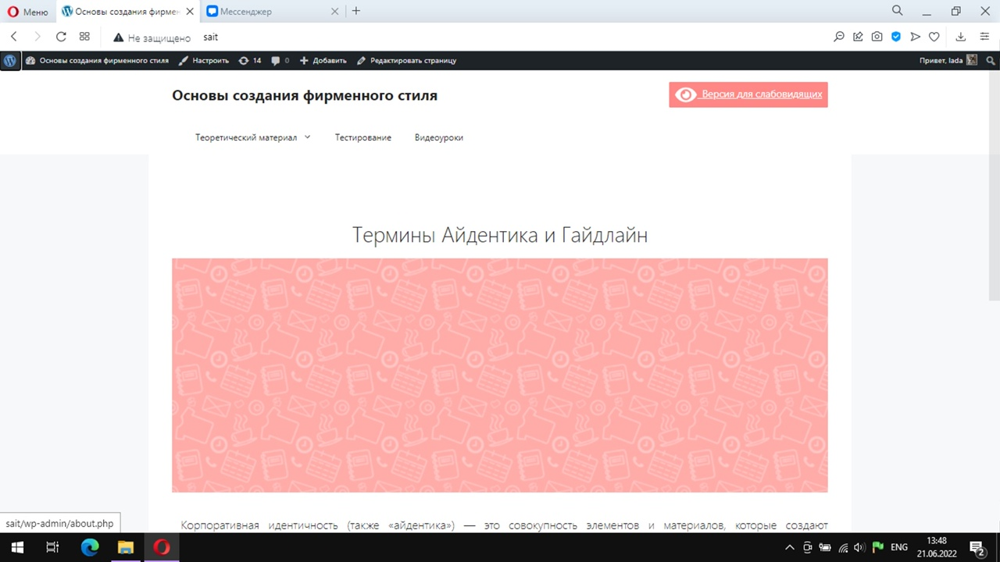 Меню
Основы создания фирмен
Мессенджер
Не защищено
sait
Основы создания фирменного стиля
Настроить
14
0
Добавить
Редактировать страницу
Привет, lada
Основы создания фирменного стиля
Версия для слабовидящих
Теоретический материал
Тестирование
Видеоуроки
Термины Айдентика и Гайдлайн
Корпоративная идентичность (также «айдентика») — это совокупность элементов и материалов, которые создают
sait/wp-admin/about.php
ENG
13:48
21.06.2022
2